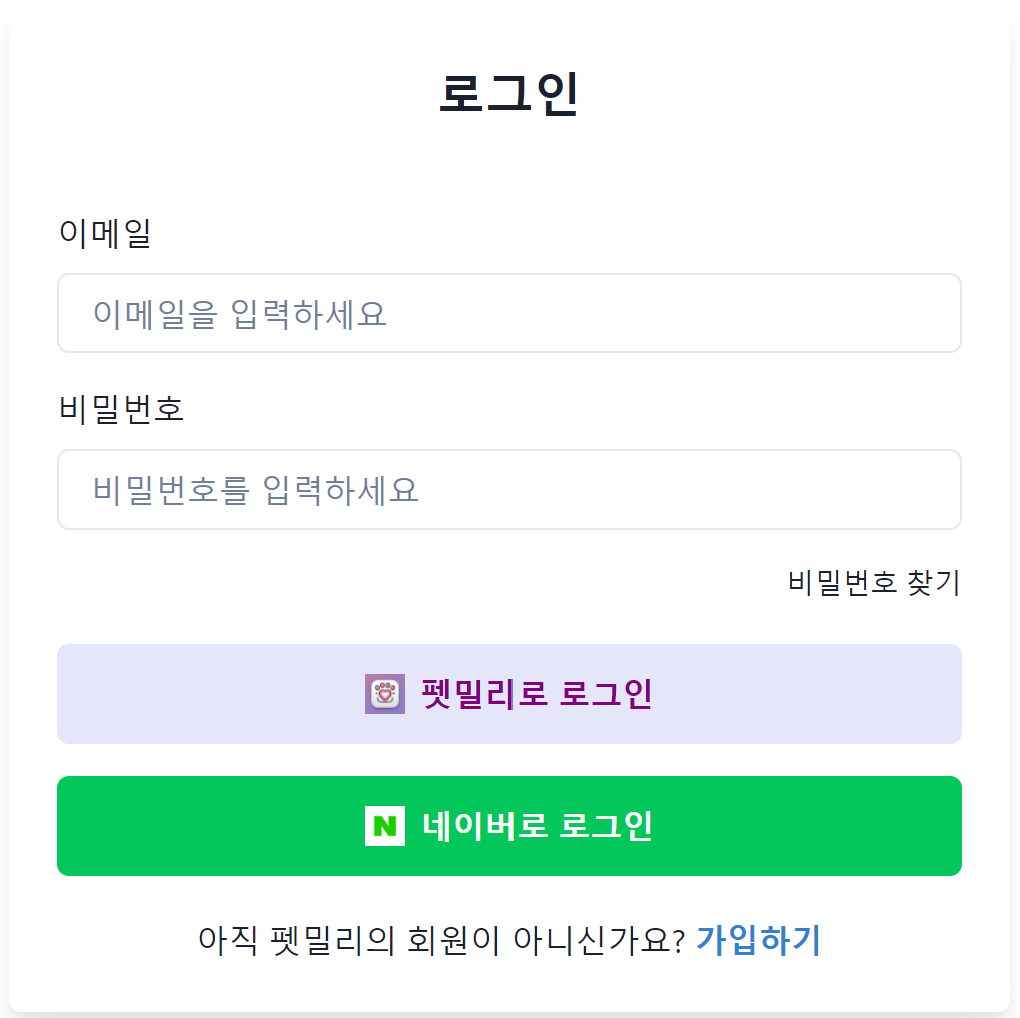 로그인
이메일
이메일을 입력하세요
비밀번호
비밀번호를 입력하세요
비밀번호 찾기
펫밀리로 로그인
N 네이버로 로그인
아직 펫밀리의 회원이 아니신가요? 가입하기